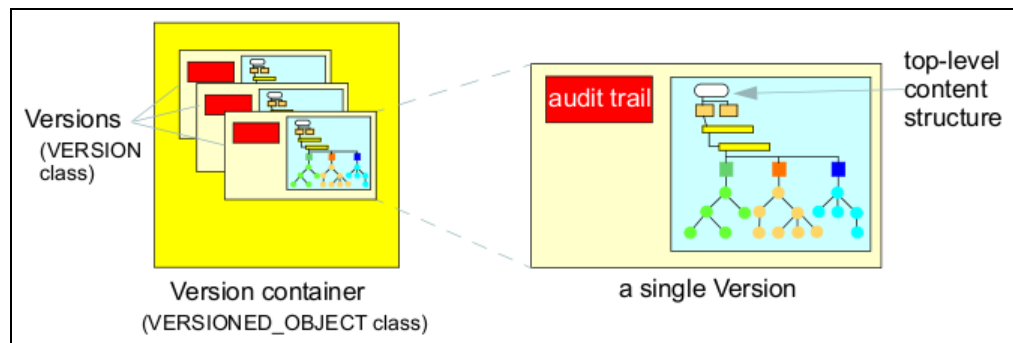 Versions
(VERSION
class)
Version container
(VERSIONED_OBJECT class)
audit trail
a single Version
top-level
content
structure